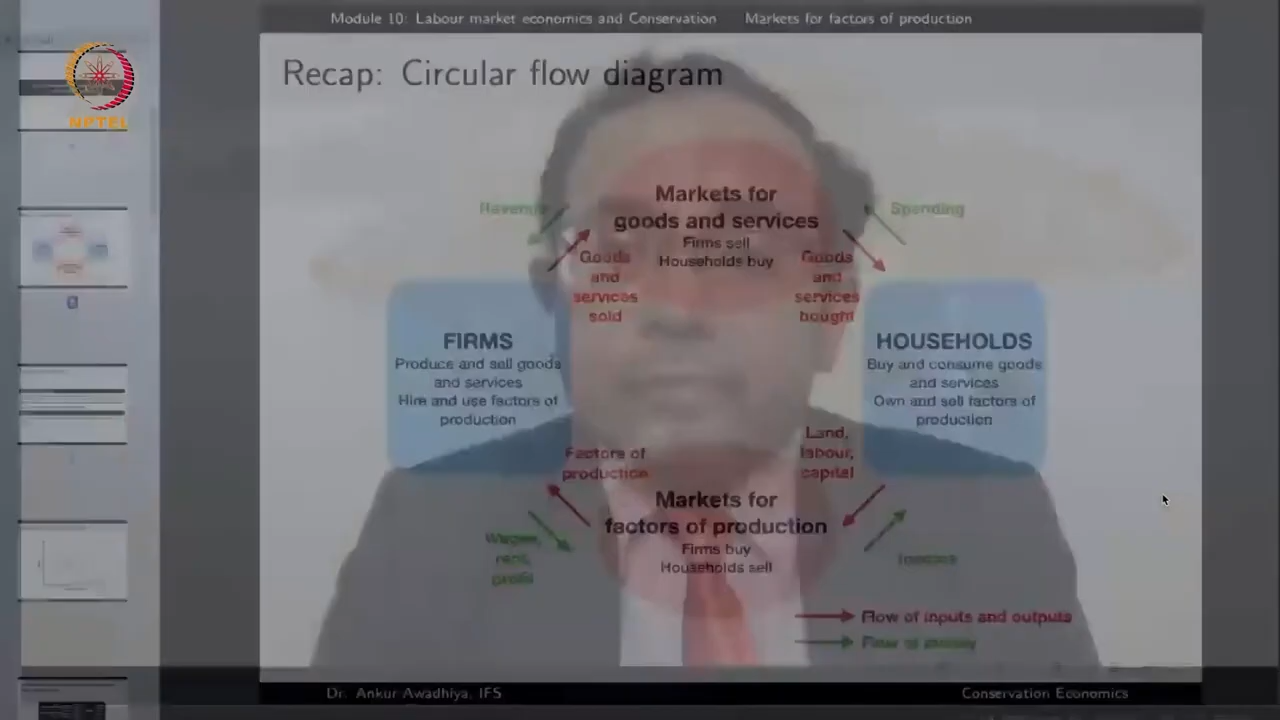 Module 10: Labour market economics and Conservation Markets for factors of production
NPTEL
Recap: Circular flow diagram
Markets for
goods and services
Firms sell
Households buy
Revenue
Spending
Goods
and
services
sold
Goods
and
services
bought
FIRMS
Produce and sell goods
and services
Hire and use factors of
production
HOUSEHOLDS
Buy and consume goods
and services
Own and sell factors of
production
Factors of
production
Land,
labour,
capital
Markets for
factors of production
Firms buy
Households sell
Wages,
rent,
profit
Income
Flow of inputs and outputs
Flow of money
Dr. Ankur Awadhiya, IFS
Conservation Economics